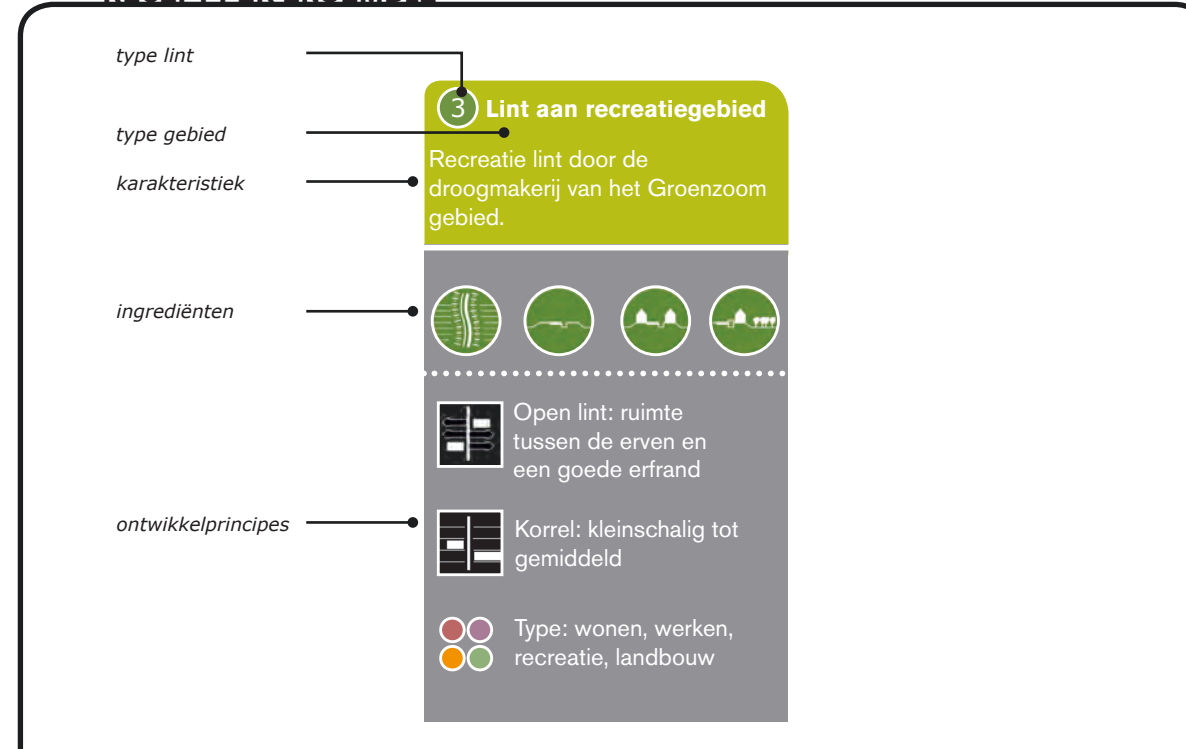 type lint
3 Lint aan recreatiegebied
type gebied
Recreatie lint door de
droogmakerij van het Groenzoom
gebied.
karakteristiek
ingrediënten
Open lint: ruimte
tussen de erven en
een goede erfrand
ontwikkelprincipes
Korrel: kleinschalig tot
gemiddeld
Type: wonen, werken,
recreatie, landbouw